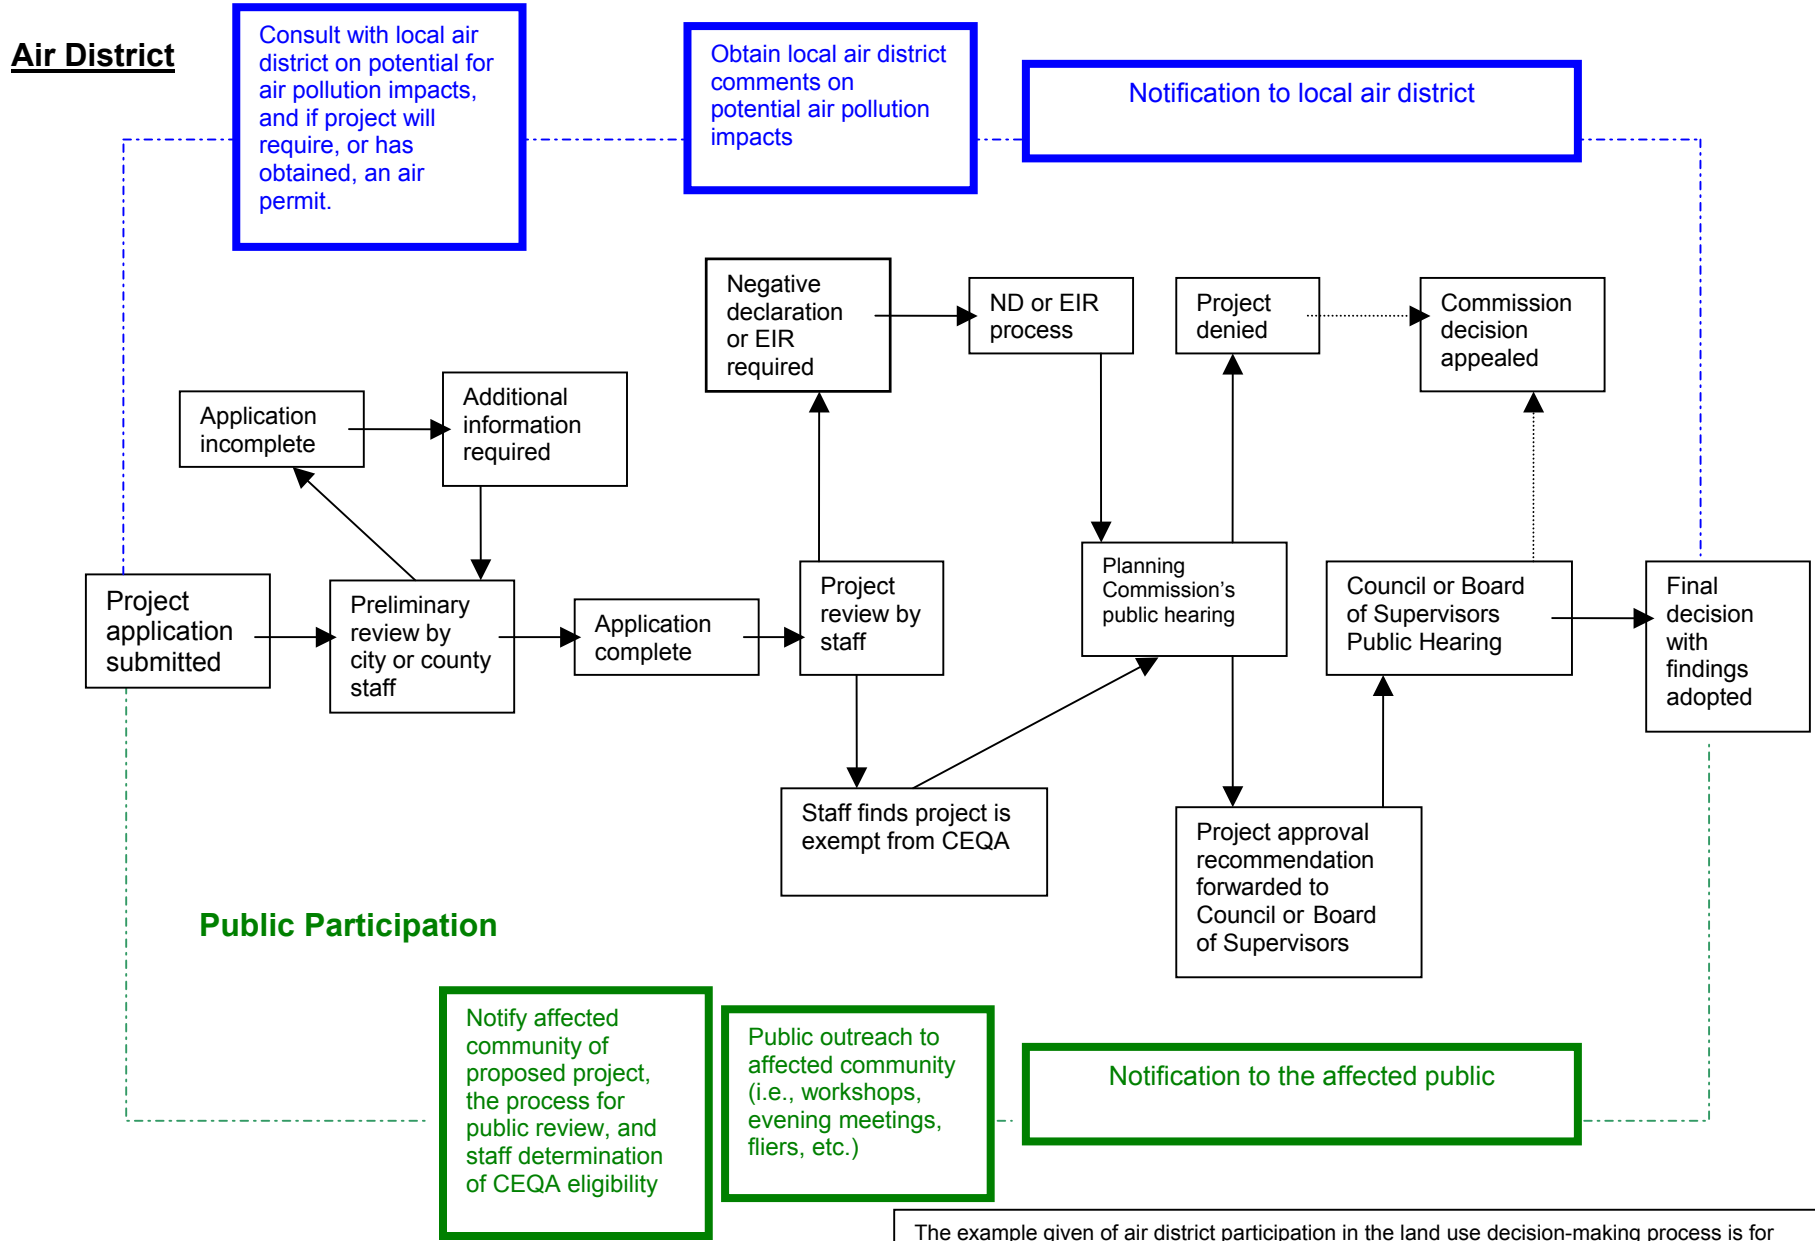 Air District
Consult with local air
district on potential for
air pollution impacts,
and if project will
require, or has
obtained, an air
permit.
Obtain local air district
comments on
potential air pollution
impacts
Notification to local air district
Negative
declaration
or EIR
required
ND or EIR
process
Project
denied
Commission
decision
appealed
Application
incomplete
Additional
information
required
Project
application
submitted
Preliminary
review by
city or county
staff
Application
complete
Project
review by
staff
Planning
Commission’s
public hearing
Council or Board
of Supervisors
Public Hearing
Final
decision
with
findings
adopted
Staff finds project is
exempt from CEQA
Project approval
recommendation
forwarded to
Council or Board
of Supervisors
Public Participation
Notify affected
community of
proposed project,
the process for
public review, and
staff determination
of CEQA eligibility
Public outreach to
affected community
(i.e., workshops,
evening meetings,
fliers, etc.)
Notification to the affected public
The example given of air district participation in the land use decision-making process is for